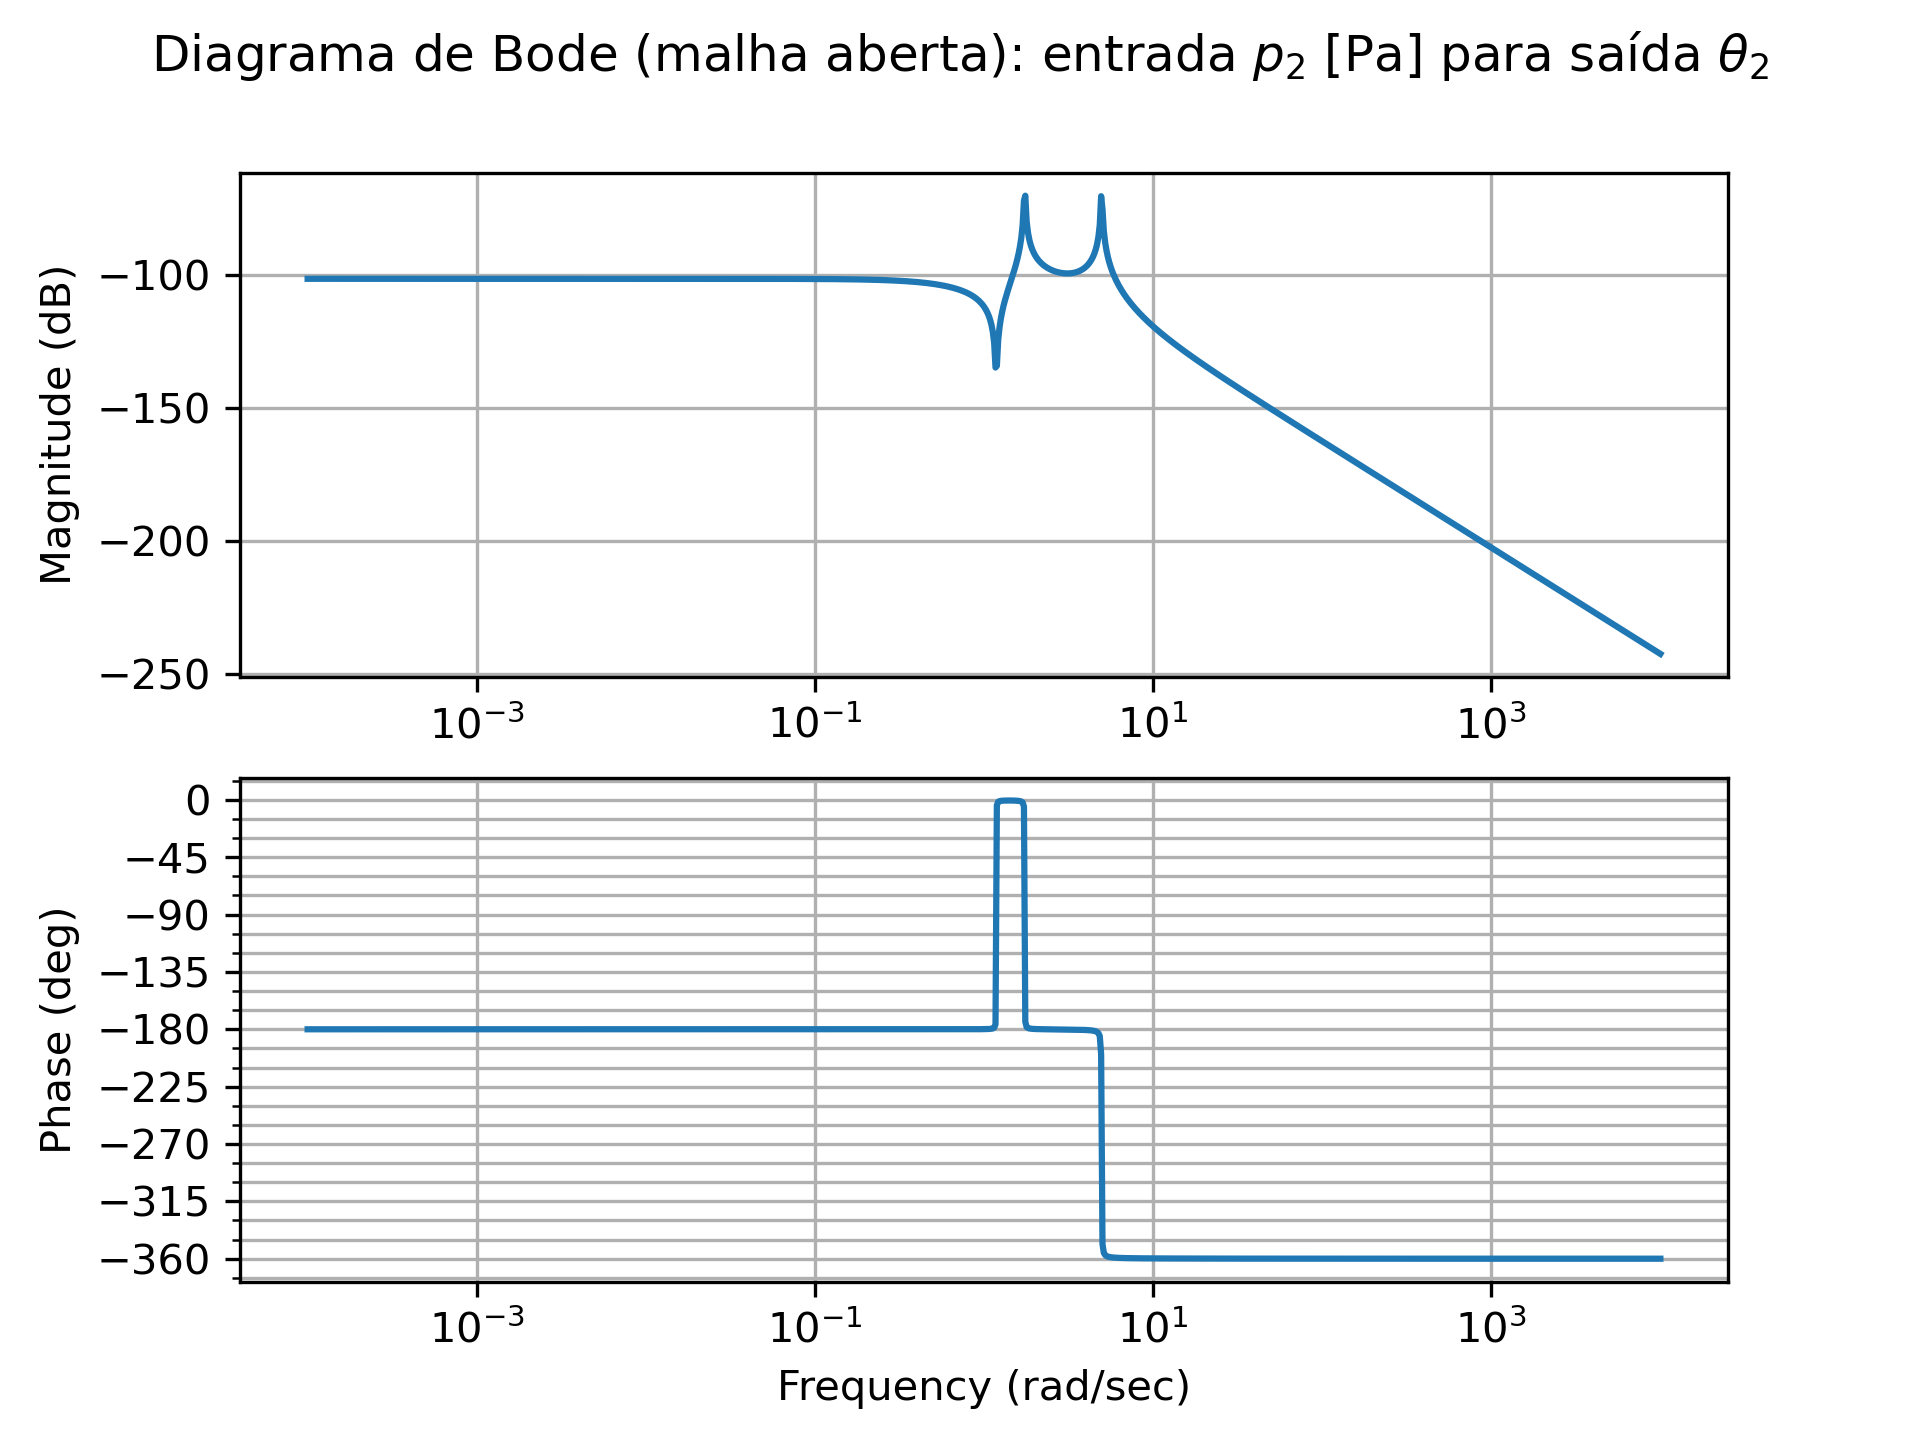 Diagrama de Bode (malha aberta): entrada p₂ [Pa] para saída θ₂
Magnitude (dB)
−100
−150
−200
−250
10⁻³ 10⁻¹ 10¹ 10³
Phase (deg)
0
−45
−90
−135
−180
−225
−270
−315
−360
10⁻³ 10⁻¹ 10¹ 10³
Frequency (rad/sec)